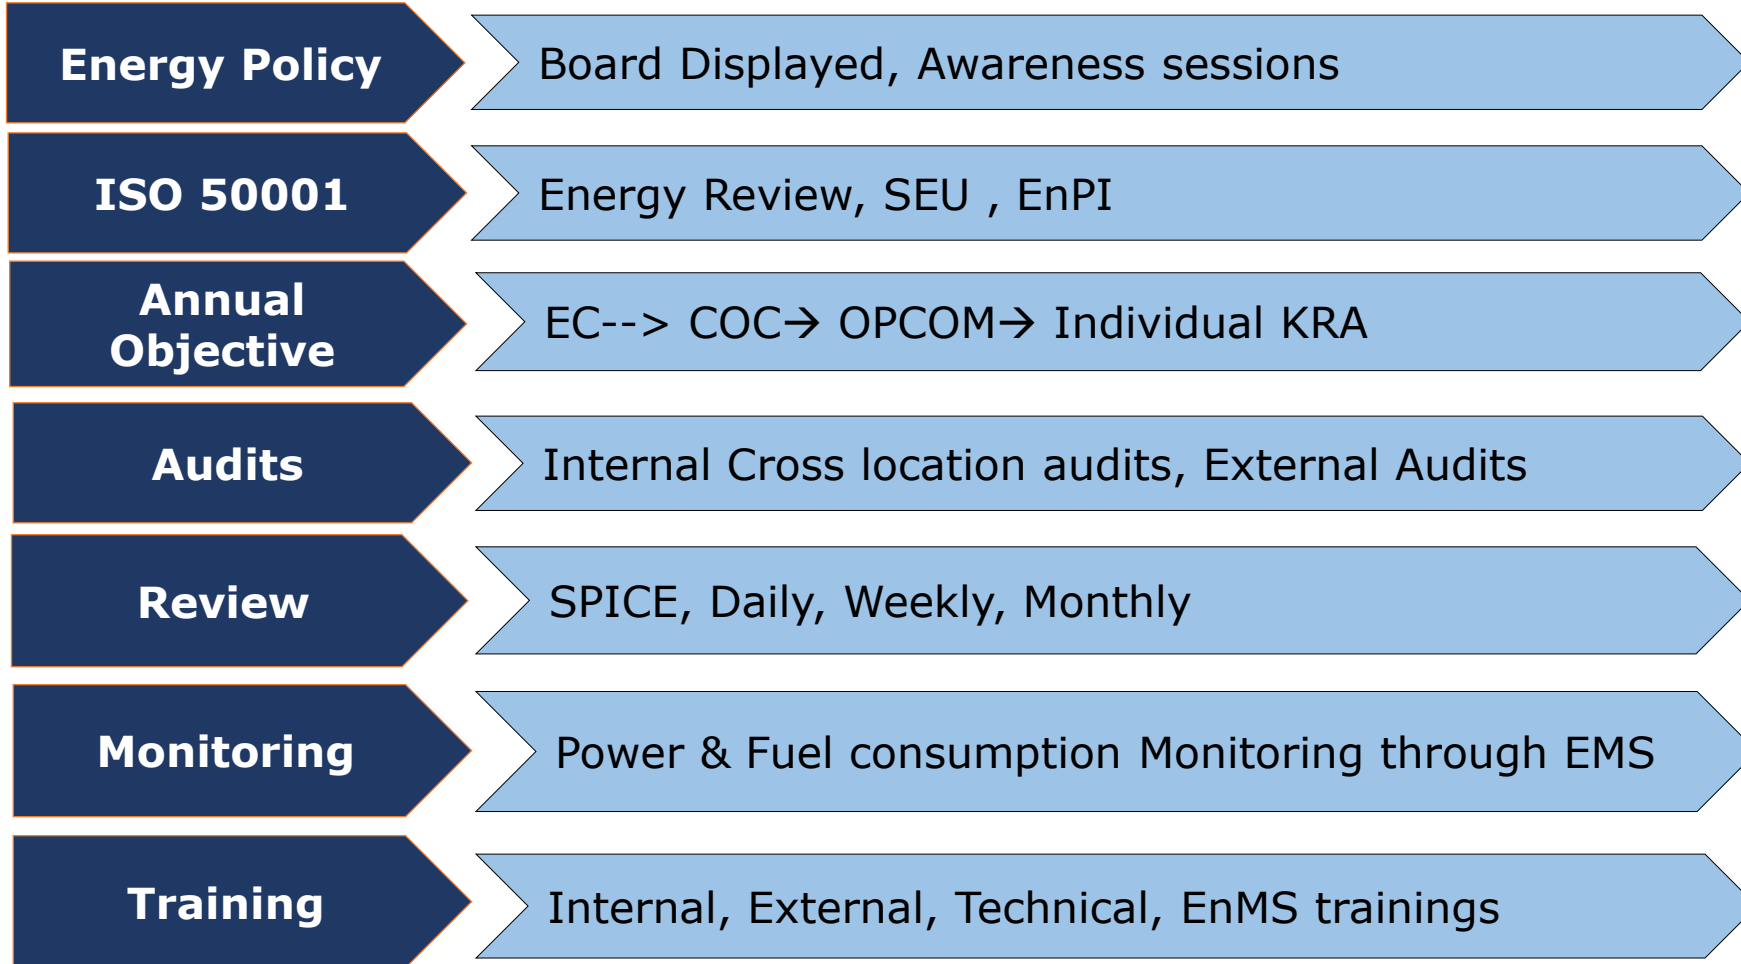 Energy Policy
Board Displayed, Awareness sessions
ISO 50001
Energy Review, SEU , EnPI
Annual
Objective
EC--> COC→ OPCOM→ Individual KRA
Audits
Internal Cross location audits, External Audits
Review
SPICE, Daily, Weekly, Monthly
Monitoring
Power & Fuel consumption Monitoring through EMS
Training
Internal, External, Technical, EnMS trainings